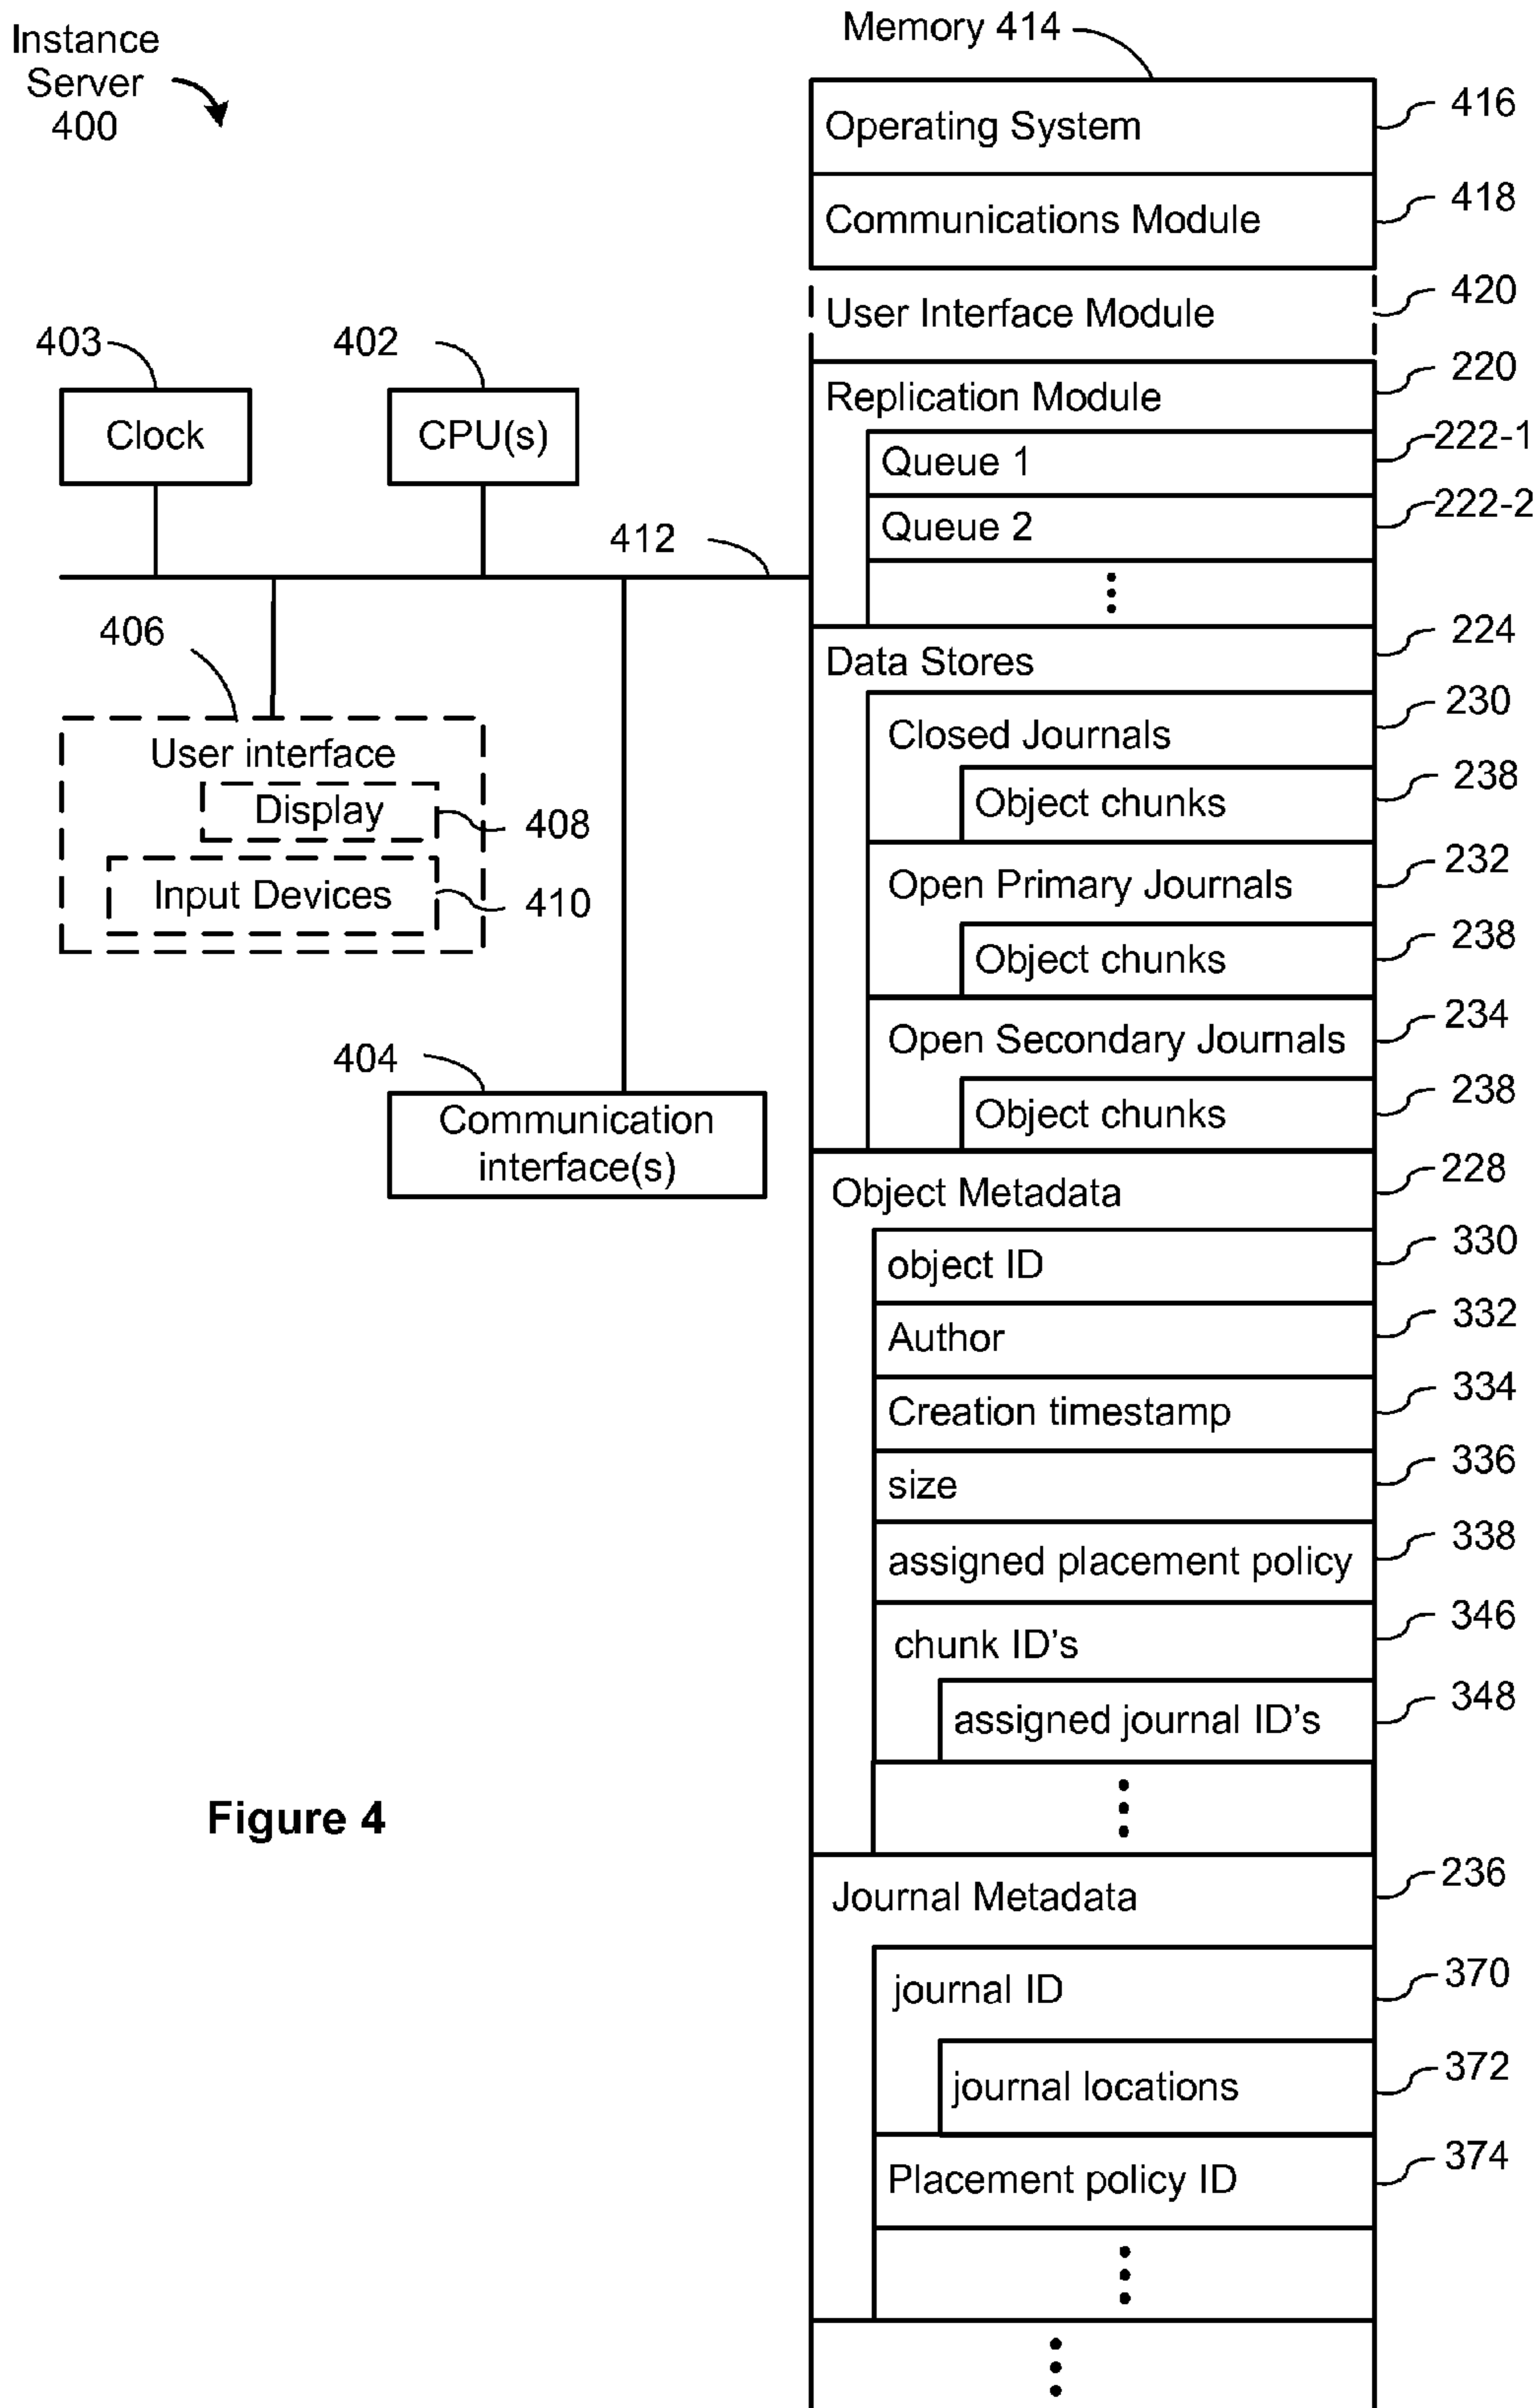 Instance
Server
400
Memory 414
Operating System
416
Communications Module
418
User Interface Module
420
Replication Module
220
Queue 1
222-1
Queue 2
222-2
403
Clock
402
CPU(s)
412
406
User interface
Display
408
Input Devices
410
404
Communication
interface(s)
Data Stores
224
Closed Journals
230
Object chunks
238
Open Primary Journals
232
Object chunks
238
Open Secondary Journals
234
Object chunks
238
Object Metadata
228
object ID
330
Author
332
Creation timestamp
334
size
336
assigned placement policy
338
chunk ID's
346
assigned journal ID's
348
Figure 4
Journal Metadata
236
journal ID
370
journal locations
372
Placement policy ID
374